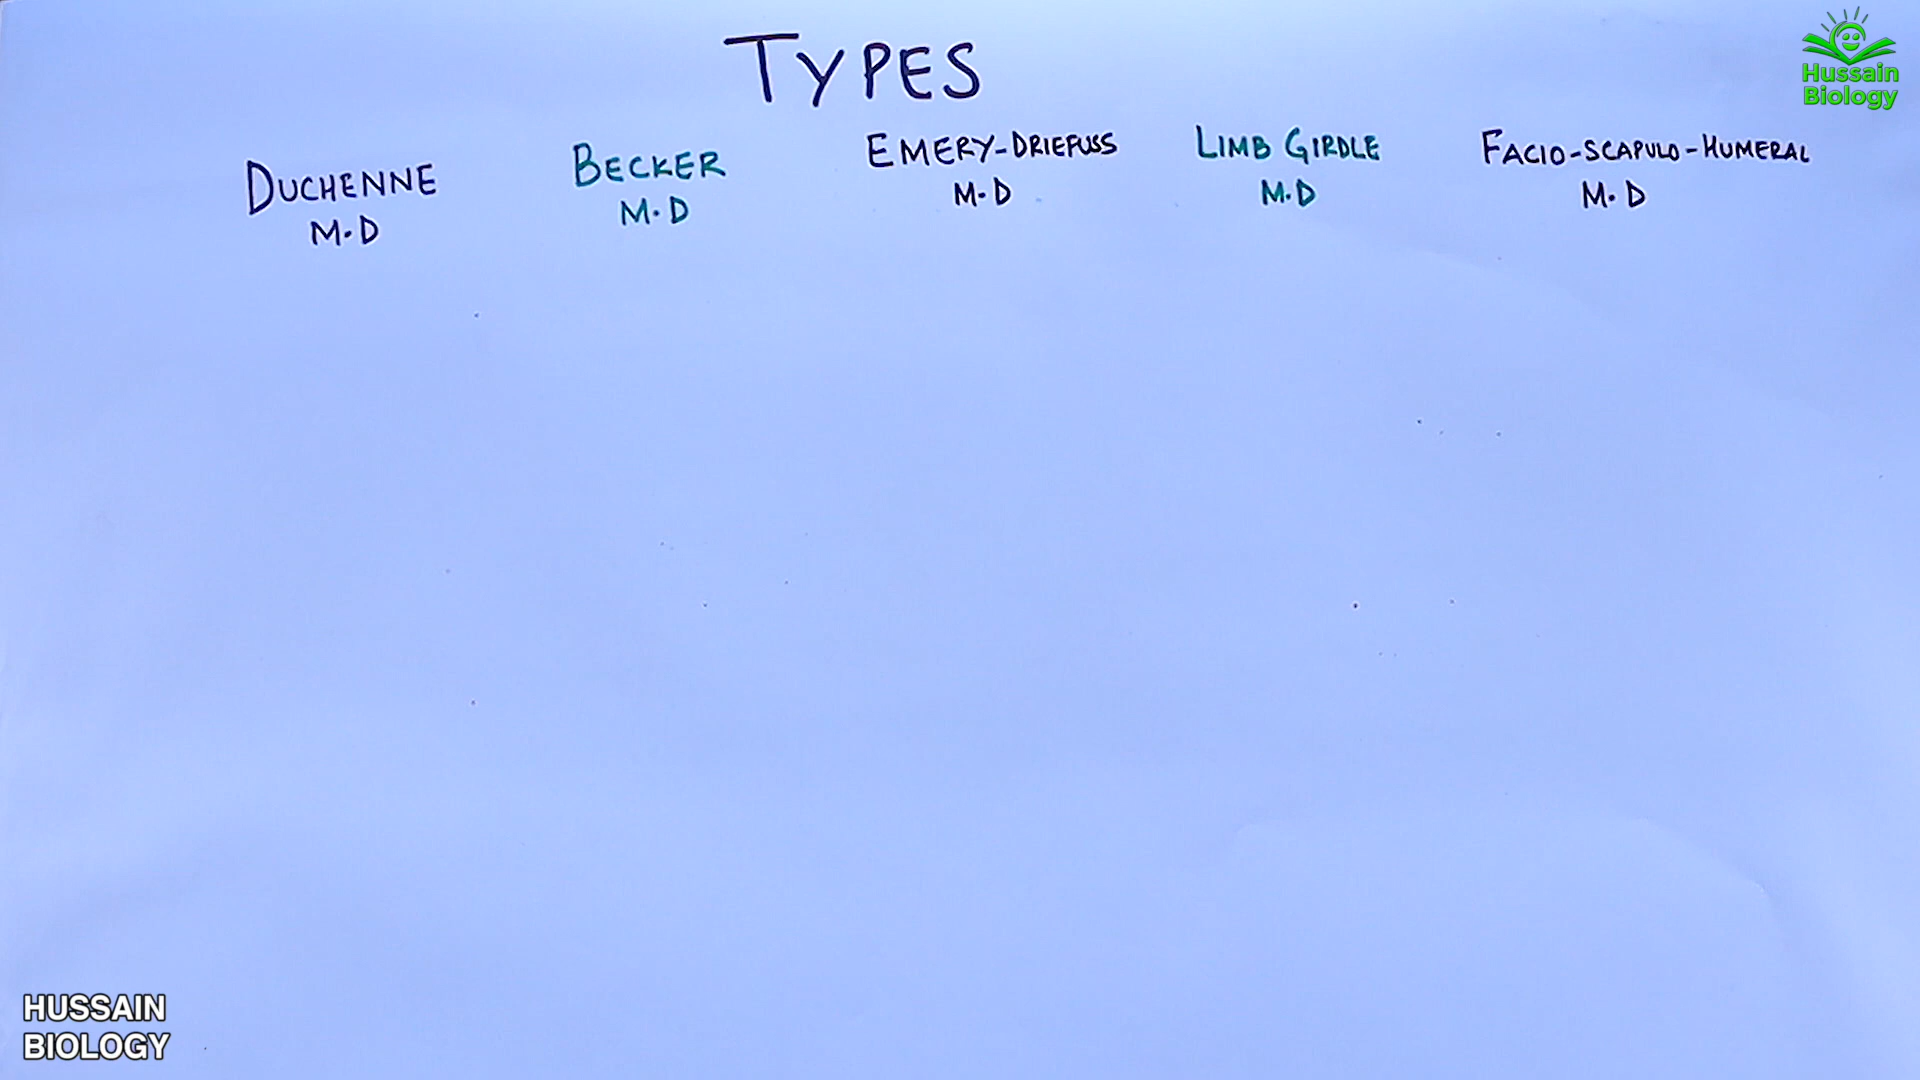 TYPES
Hussain
Biology
DUCHENNE
M.D
BECKER
M.D
EMERY-DRIEFUSS
M.D
LIMB GIRDLE
M.D
FACIO-SCAPULO-HUMERAL
M.D
HUSSAIN
BIOLOGY